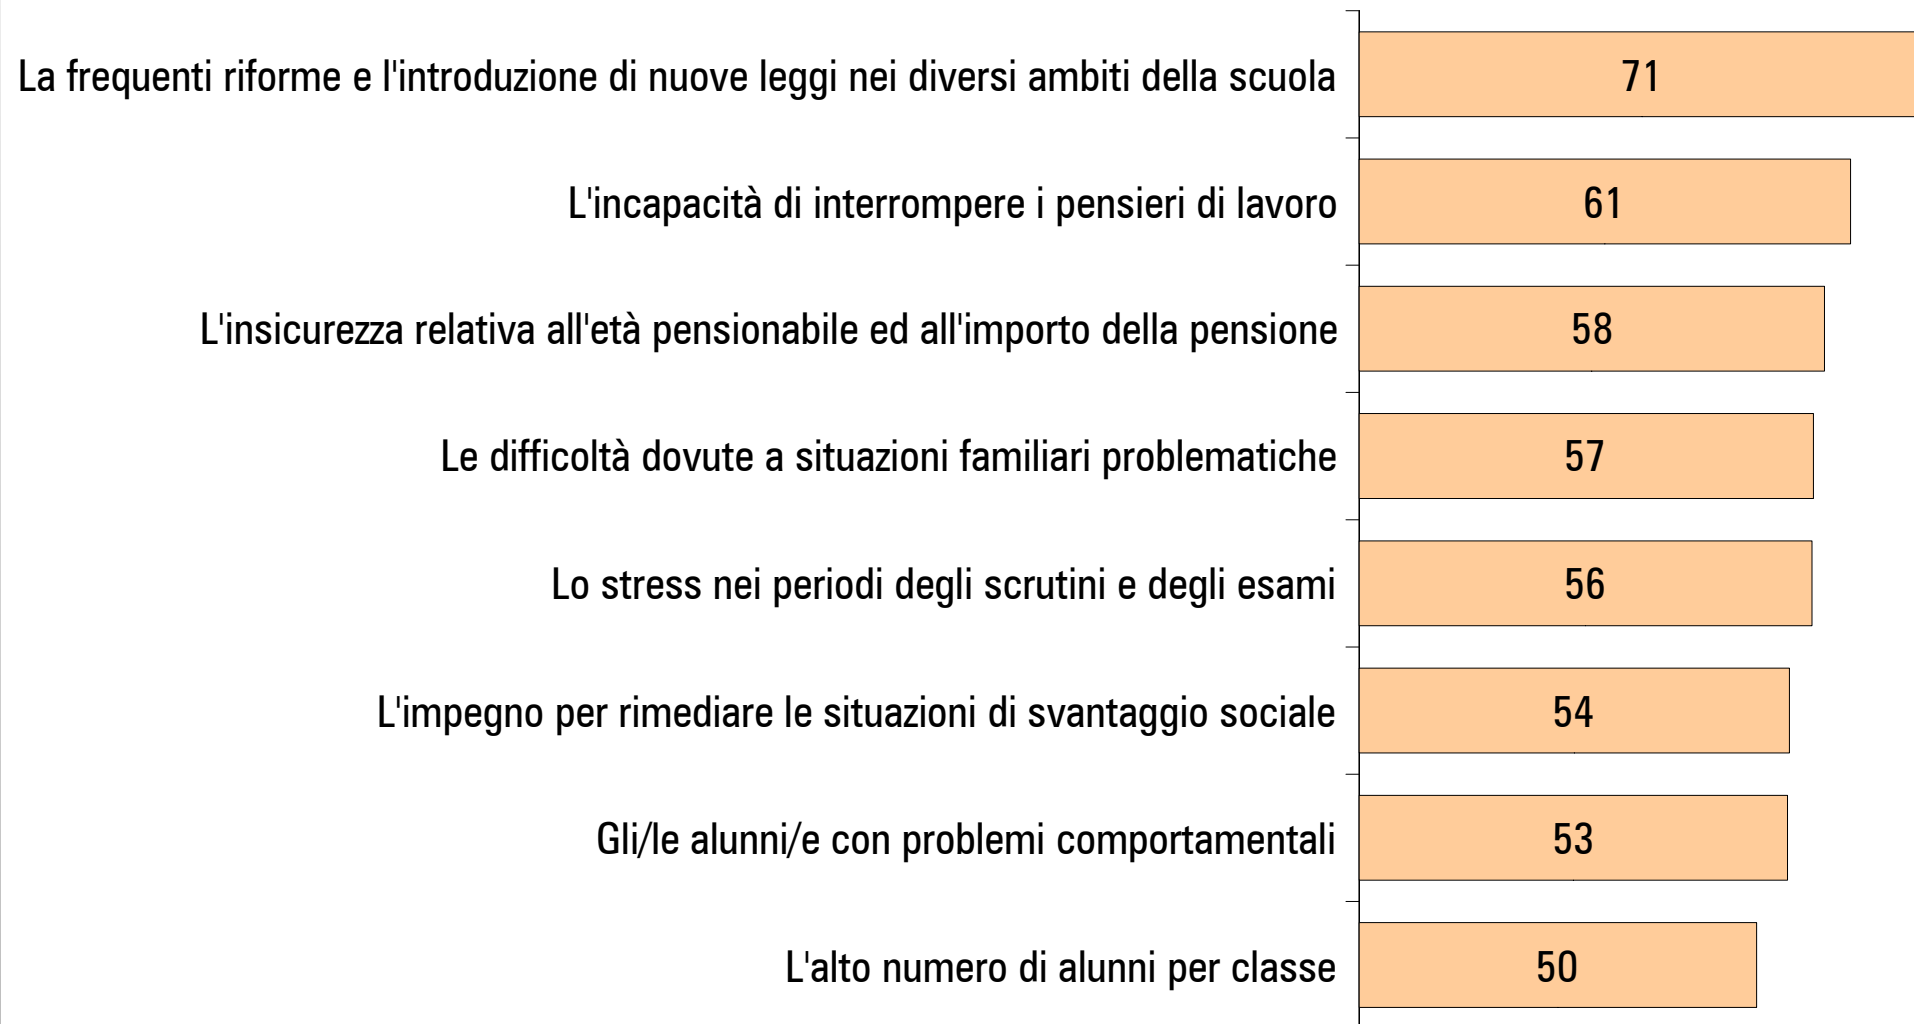 La frequenti riforme e l'introduzione di nuove leggi nei diversi ambiti della scuola 71
L'incapacità di interrompere i pensieri di lavoro 61
L'insicurezza relativa all'età pensionabile ed all'importo della pensione 58
Le difficoltà dovute a situazioni familiari problematiche 57
Lo stress nei periodi degli scrutini e degli esami 56
L'impegno per rimediare le situazioni di svantaggio sociale 54
Gli/le alunni/e con problemi comportamentali 53
L'alto numero di alunni per classe 50